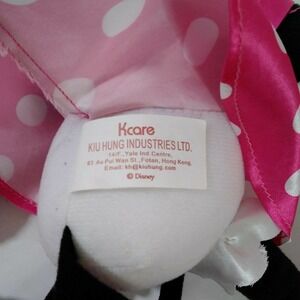 Kcare
KIU HUNG INDUSTRIES LTD.
14/F., Yale Ind Centre,
61 Au Pui Wan St., Fotan, Hong Kong.
Email: kh@kiuhung.com
© Disney